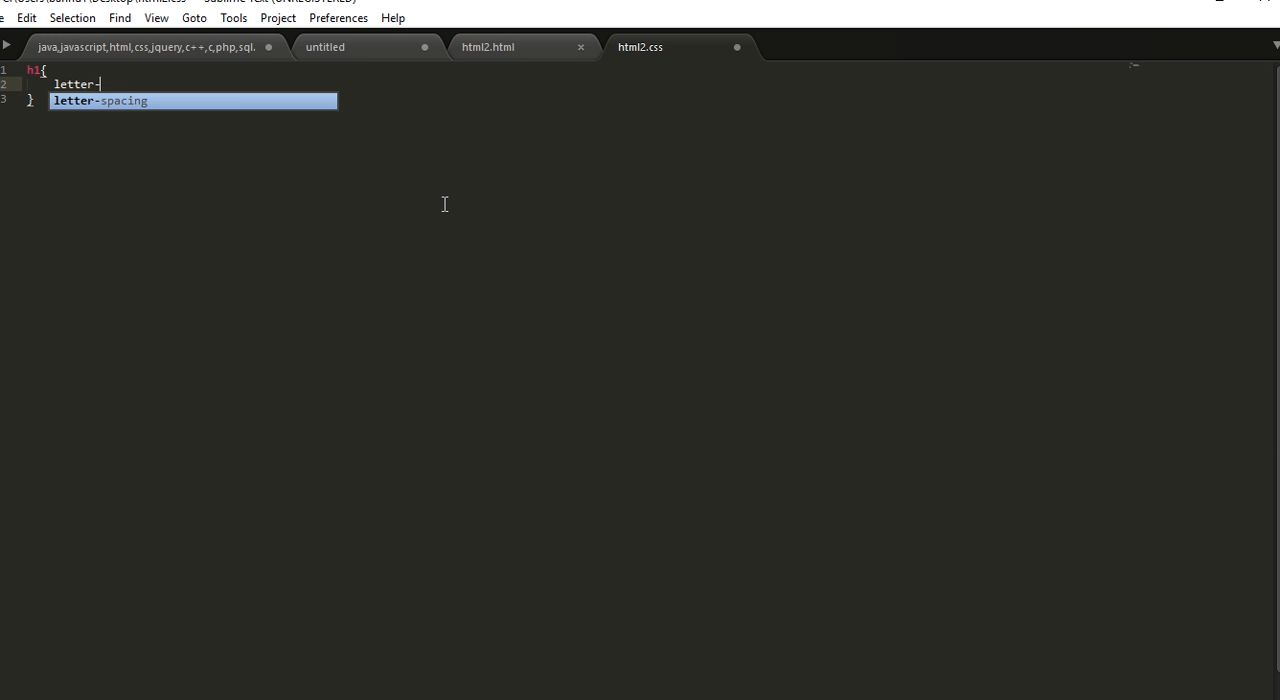 Edit Selection Find View Goto Tools Project Preferences Help
java,javascript,html,css,jquery,c++,c,php,sql. untitled html2.html html2.css
1 h1{
2 letter-
3 } letter-spacing